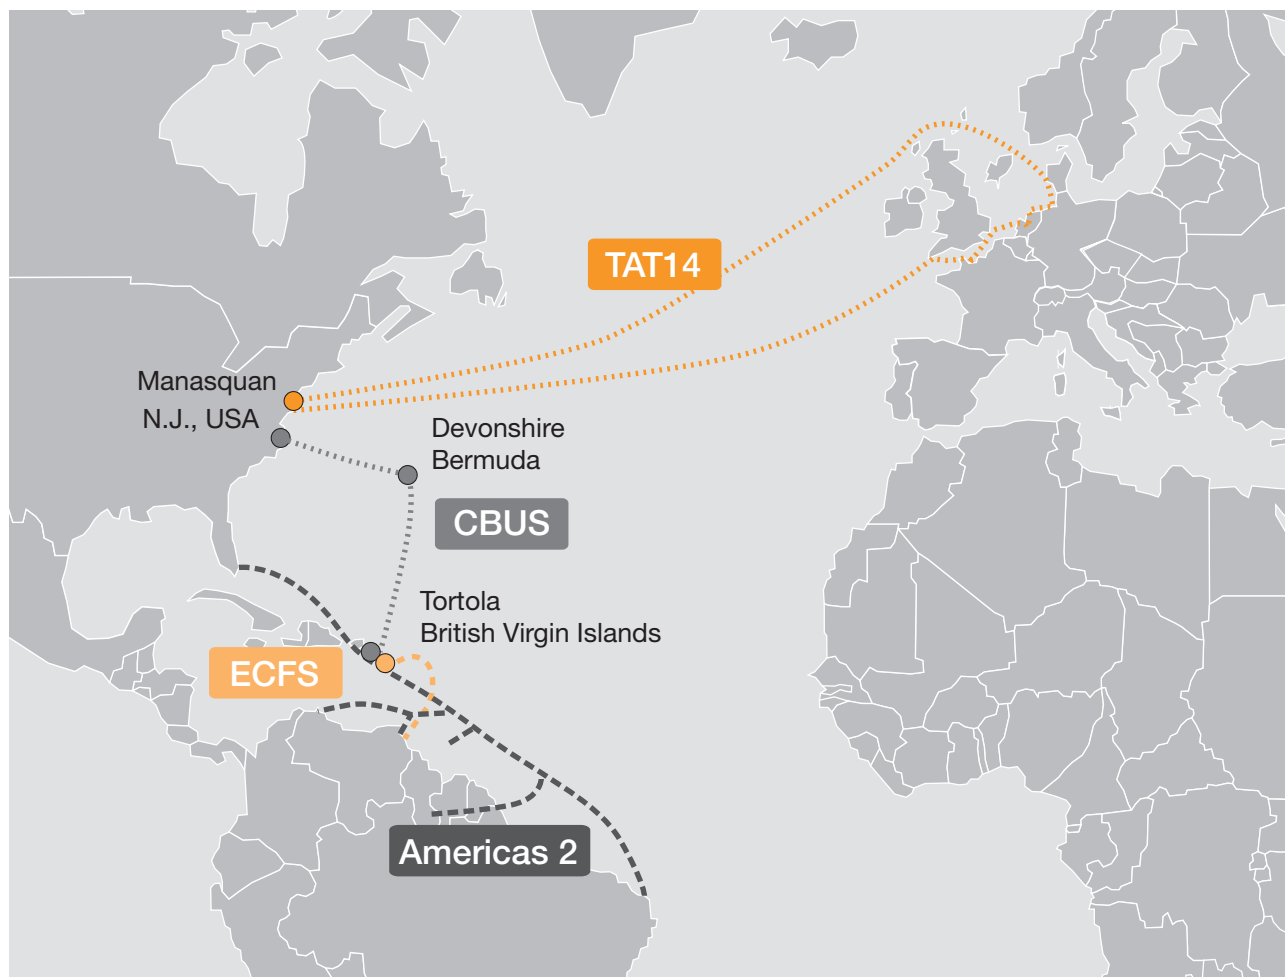 TAT14
Manasquan
N.J., USA
Devonshire
Bermuda
CBUS
Tortola
British Virgin Islands
ECFS
Americas 2